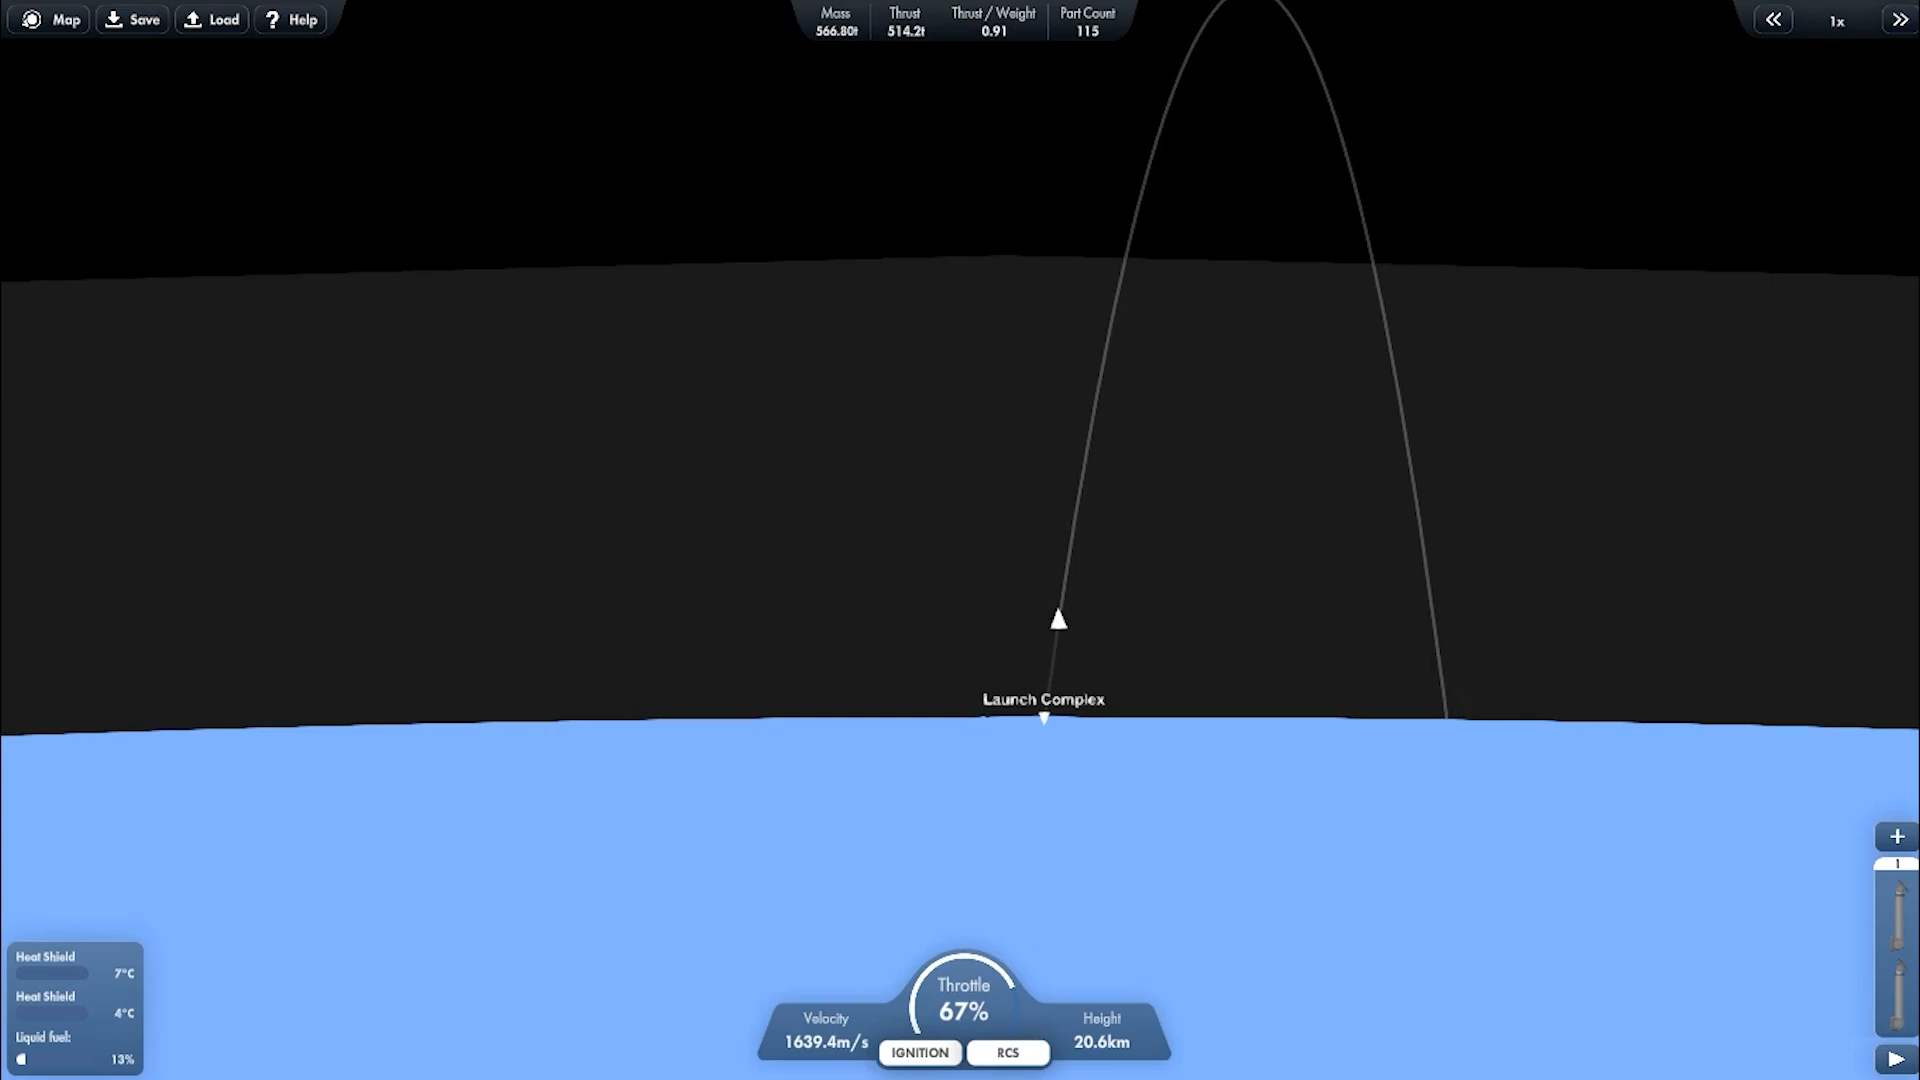 Map Save Load Help
Mass Thrust Thrust / Weight Part Count
566.80t 514.2t 0.91 115
1x
Launch Complex
1
Heat Shield
7°C
Heat Shield
4°C
Liquid fuel:
13%
Throttle
67%
Velocity
1639.4m/s
Height
20.6km
IGNITION RCS